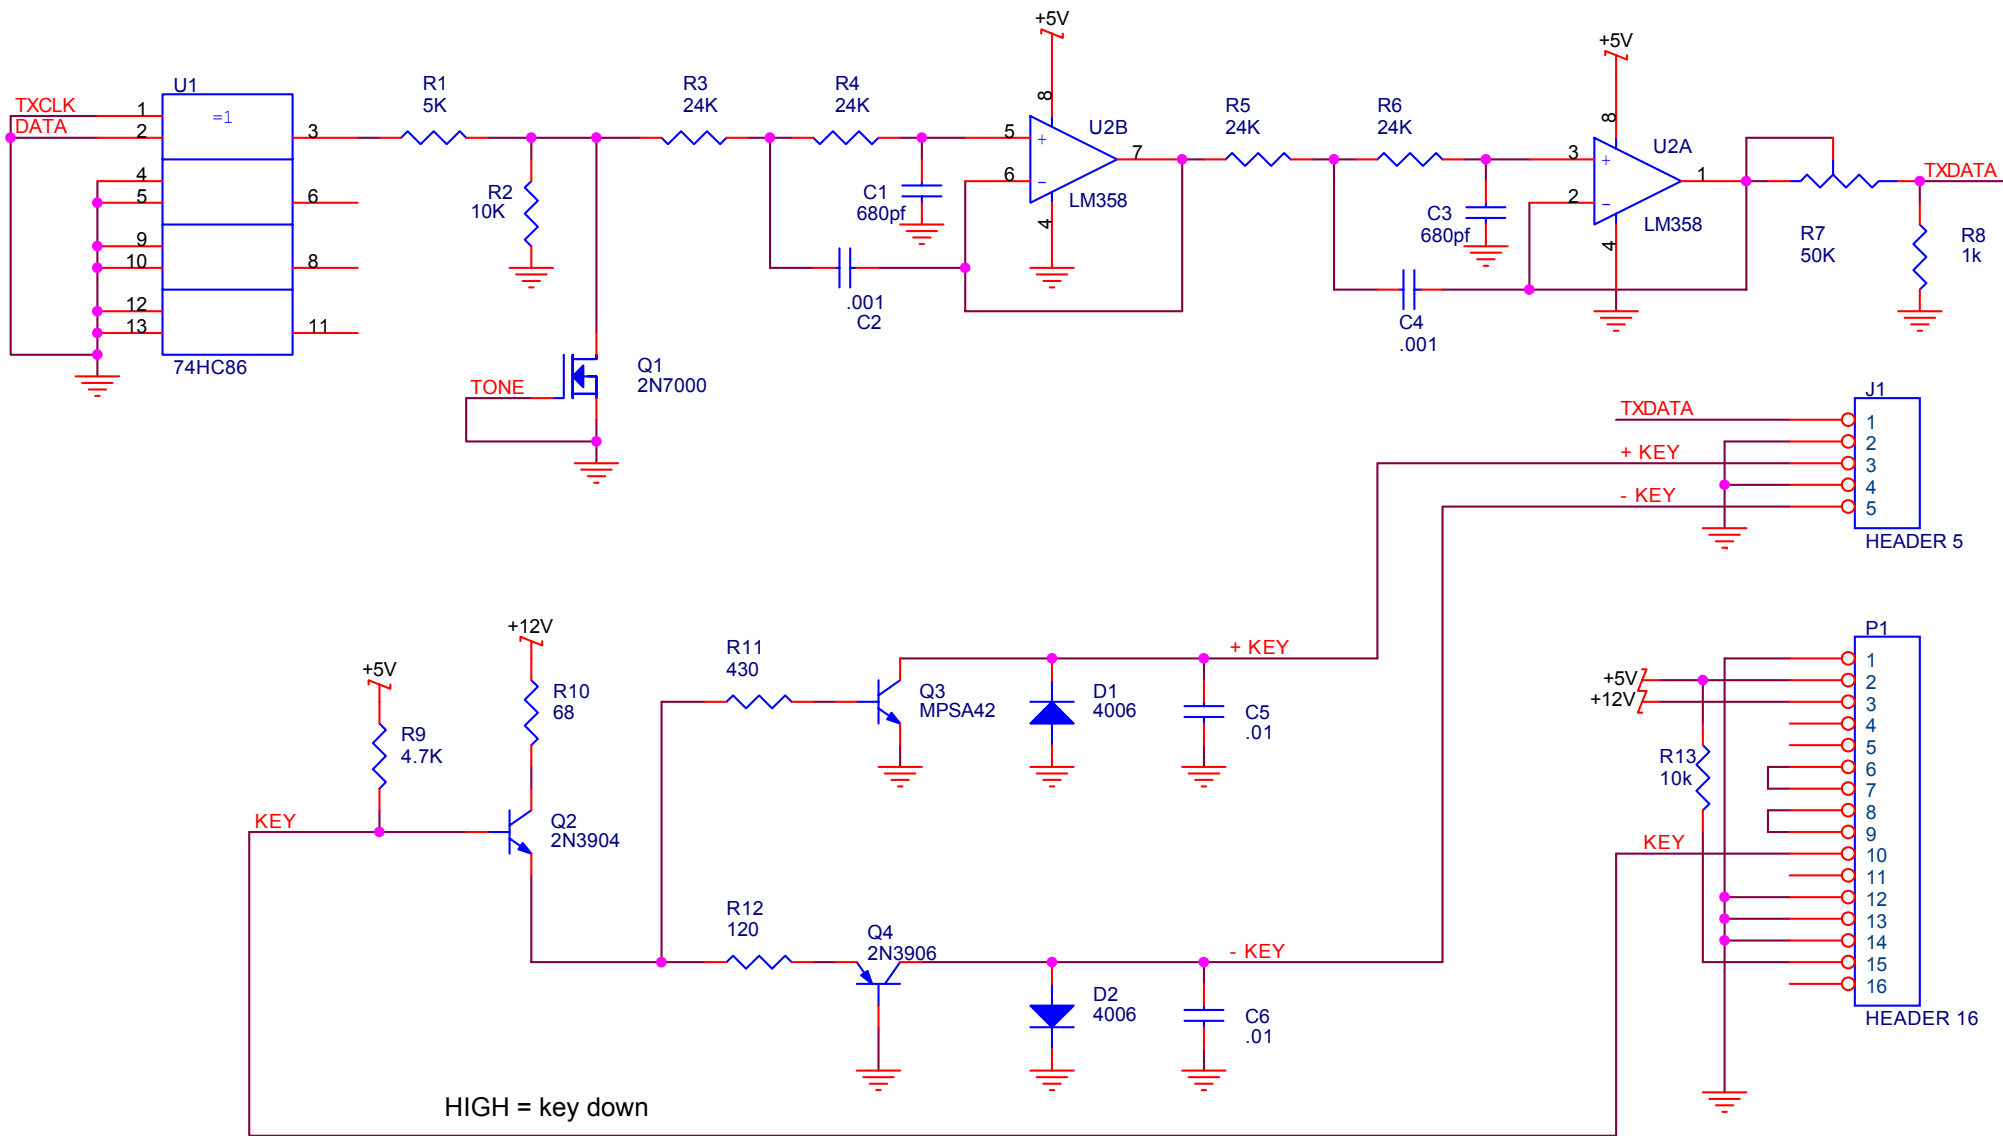 +5V
+5V
U1
TXCLK
DATA
1
2
=1
3
4
5
6
9
10
8
12
13
11
74HC86
R1
5K
R2
10K
R3
24K
R4
24K
C1
680pf
.001
C2
5
6
8
4
7
U2B
LM358
R5
24K
R6
24K
C3
680pf
C4
.001
3
2
8
4
1
U2A
LM358
R7
50K
TXDATA
R8
1k
TONE
Q1
2N7000
J1
TXDATA
+ KEY
- KEY
1
2
3
4
5
HEADER 5
+12V
+5V
R10
68
R9
4.7K
KEY
Q2
2N3904
R11
430
Q3
MPSA42
D1
4006
C5
.01
+ KEY
R12
120
Q4
2N3906
D2
4006
C6
.01
- KEY
P1
+5V
+12V
R13
10k
KEY
1
2
3
4
5
6
7
8
9
10
11
12
13
14
15
16
HEADER 16
HIGH = key down